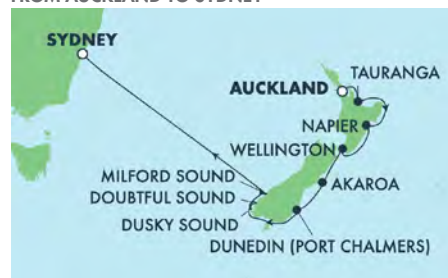 FROM AUCKLAND TO SYDNEY
SYDNEY
AUCKLAND
TAURANGA
NAPIER
WELLINGTON
MILFORD SOUND
AKAROA
DOUBTFUL SOUND
DUSKY SOUND
DUNEDIN (PORT CHALMERS)